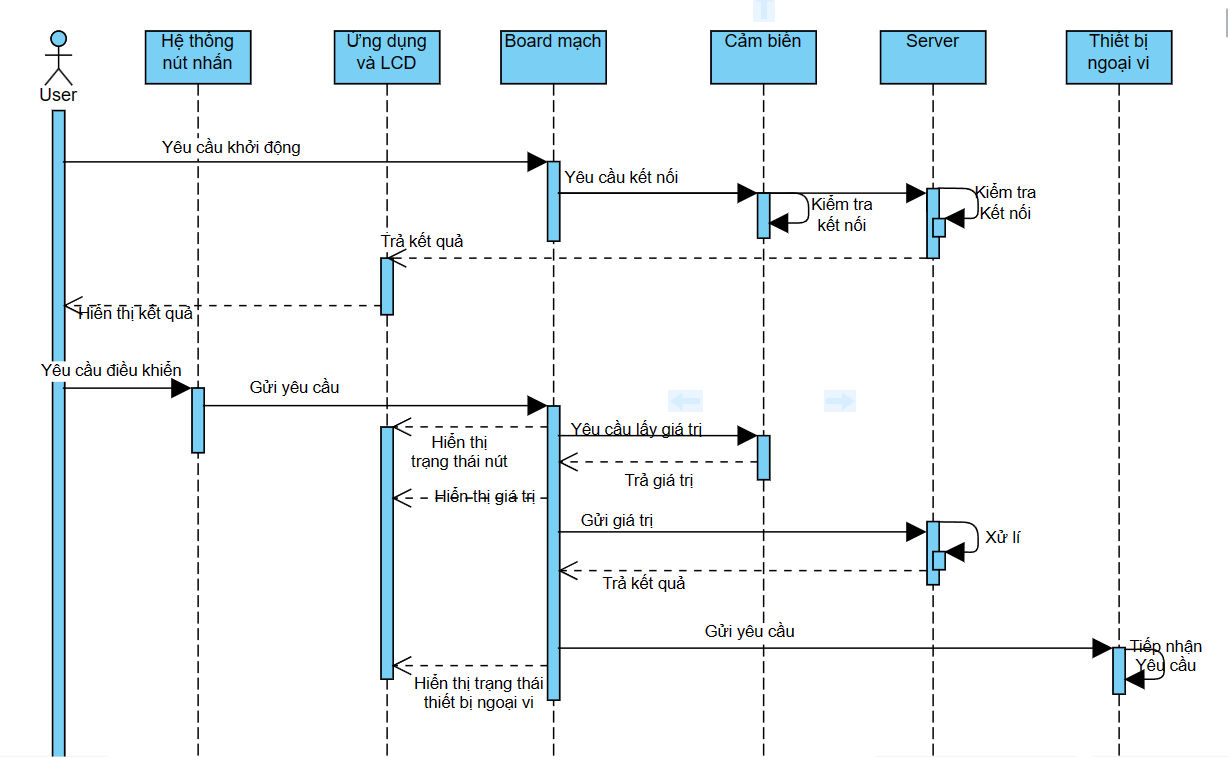 Hệ thống
nút nhấn
Ứng dụng
và LCD
Board mạch
Cảm biến
Server
Thiết bị
ngoại vi
User
Yêu cầu khởi động
Yêu cầu kết nối
Kiểm tra
kết nối
Kiểm tra
Kết nối
Trả kết quả
Hiển thị kết quả
Yêu cầu điều khiển
Gửi yêu cầu
Hiển thị
trạng thái nút
Yêu cầu lấy giá trị
Trả giá trị
Hiển thị giá trị
Gửi giá trị
Xử lí
Trả kết quả
Gửi yêu cầu
Tiếp nhận
Yêu cầu
Hiển thị trạng thái
thiết bị ngoại vi